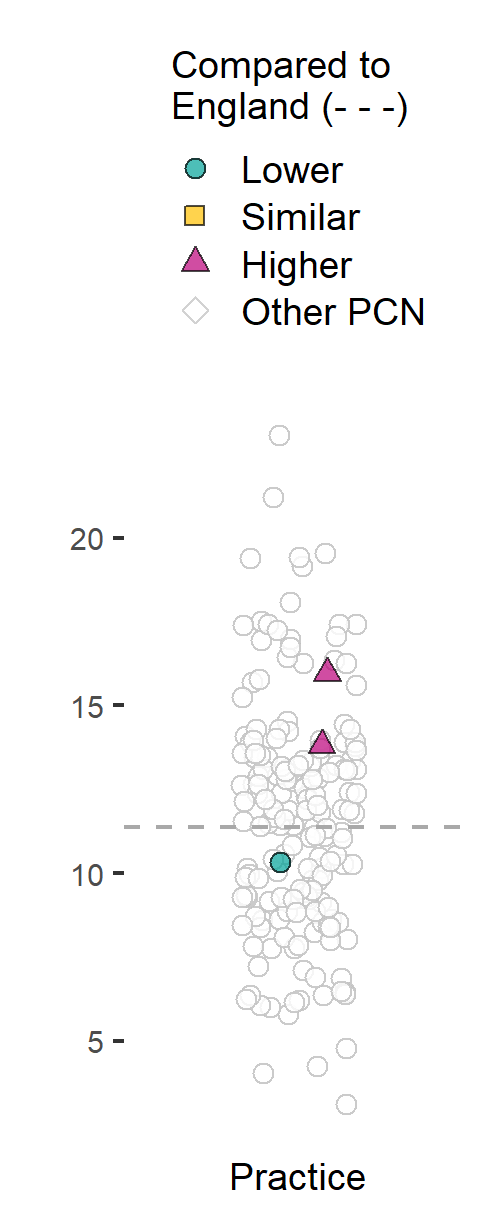 Compared to
England (- - -)
Lower
Similar
Higher
Other PCN
20
15
10
5
Practice